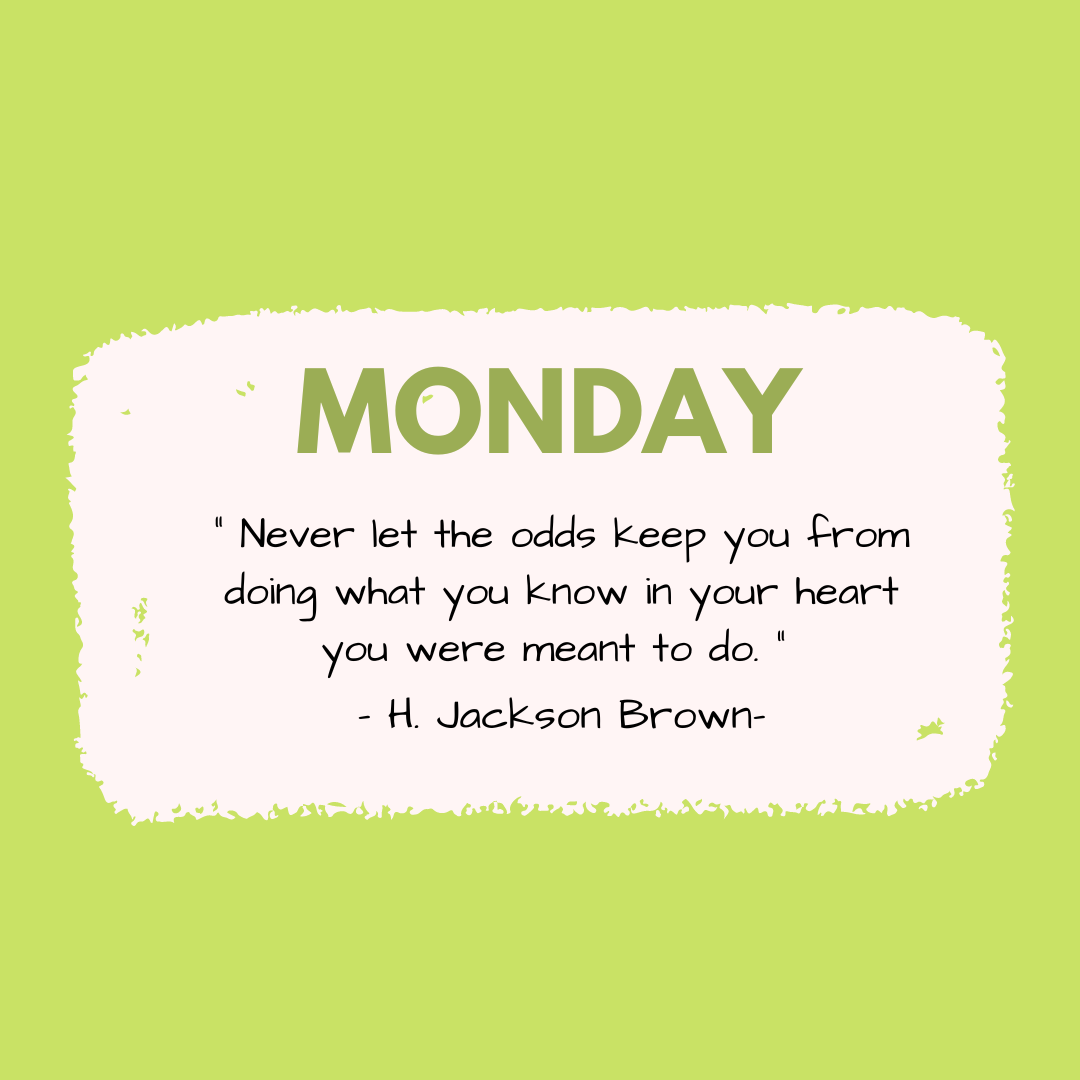 MONDAY
" Never let the odds keep you from
doing what you know in your heart
you were meant to do. "
- H. Jackson Brown-